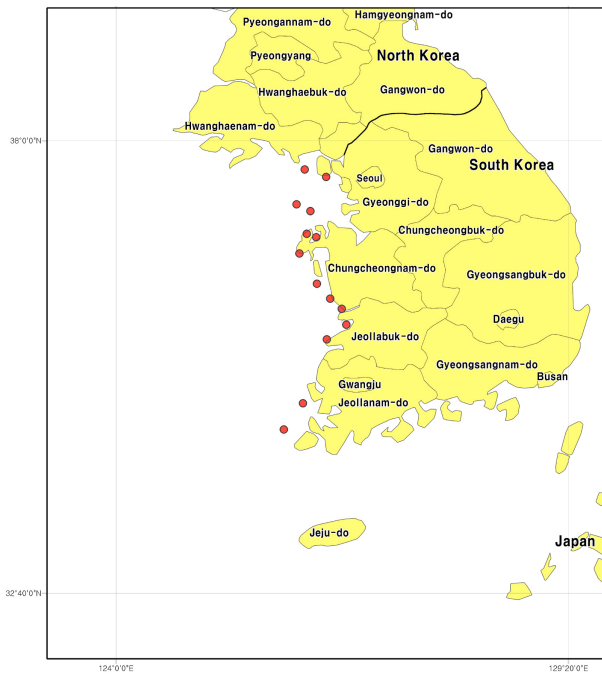 Hamgyeongnam-do
Pyeongannam-do
Pyeongyang
North Korea
Hwanghaebuk-do
Gangwon-do
Hwanghaenam-do
38°0'0"N
Gangwon-do
South Korea
Seoul
Gyeonggi-do
Chungcheongbuk-do
Chungcheongnam-do
Gyeongsangbuk-do
Daegu
Jeollabuk-do
Gyeongsangnam-do
Busan
Gwangju
Jeollanam-do
Jeju-do
Japan
32°40'0"N
124°0'0"E
129°20'0"E